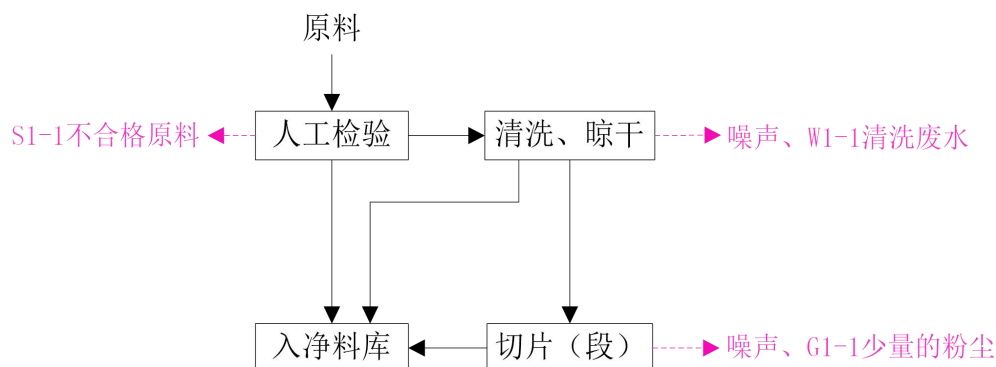 原料
S1-1不合格原料
人工检验
清洗、晾干
噪声、W1-1清洗废水
入净料库
切片（段）
噪声、G1-1少量的粉尘